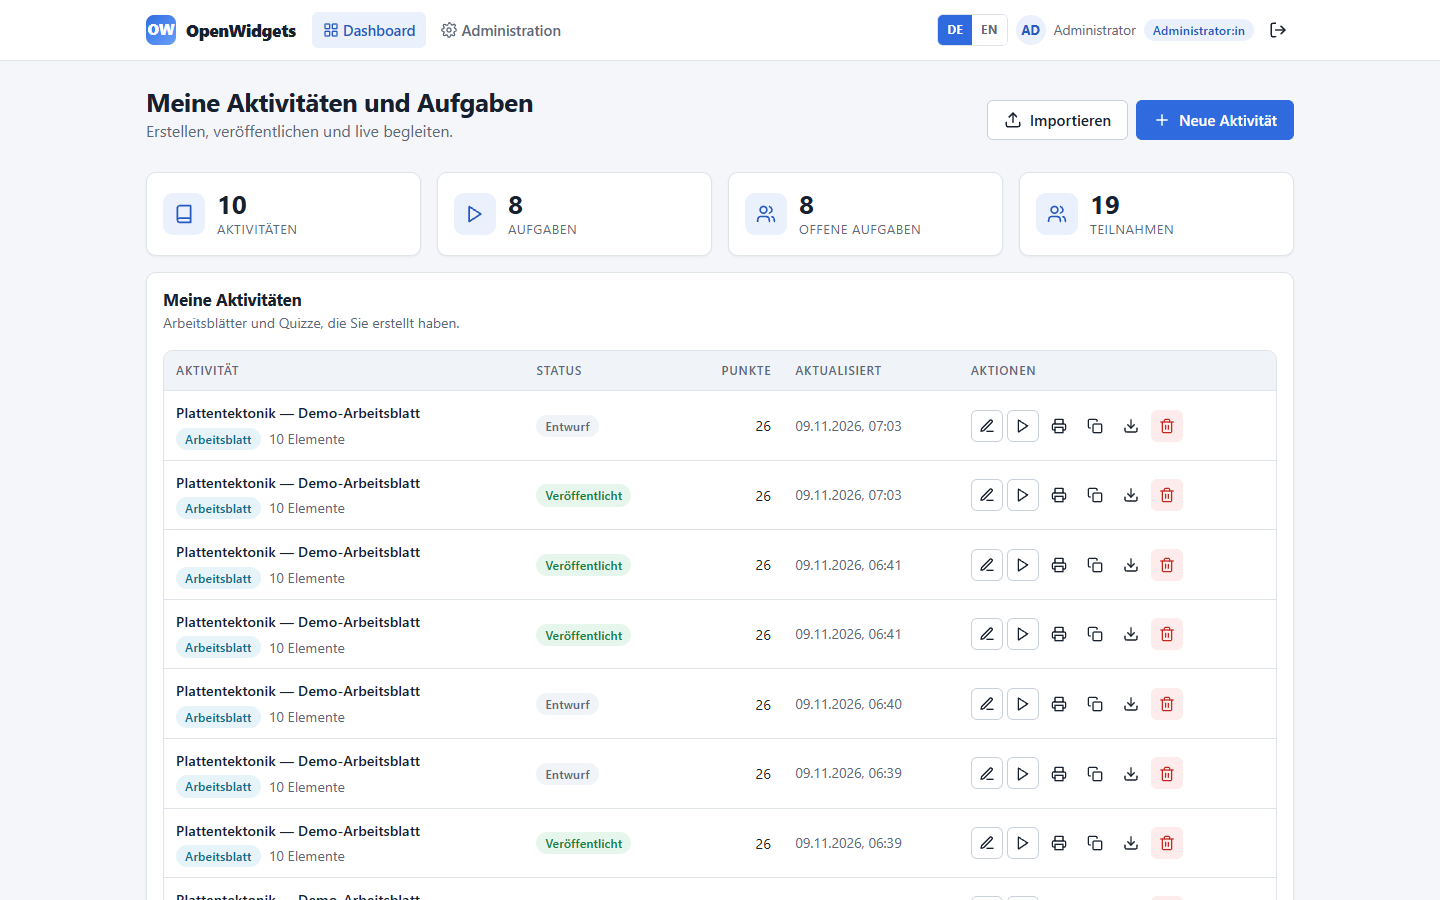 OW OpenWidgets Dashboard Administration DE EN AD Administrator Administrator:in
Meine Aktivitäten und Aufgaben
Erstellen, veröffentlichen und live begleiten.
Importieren
Neue Aktivität
10
AKTIVITÄTEN
8
AUFGABEN
8
OFFENE AUFGABEN
19
TEILNAHMEN
Meine Aktivitäten
Arbeitsblätter und Quizze, die Sie erstellt haben.
AKTIVITÄT STATUS PUNKTE AKTUALISIERT AKTIONEN
Plattentektonik — Demo-Arbeitsblatt
Arbeitsblatt 10 Elemente
Entwurf 26 09.11.2026, 07:03
Plattentektonik — Demo-Arbeitsblatt
Arbeitsblatt 10 Elemente
Veröffentlicht 26 09.11.2026, 07:03
Plattentektonik — Demo-Arbeitsblatt
Arbeitsblatt 10 Elemente
Veröffentlicht 26 09.11.2026, 06:41
Plattentektonik — Demo-Arbeitsblatt
Arbeitsblatt 10 Elemente
Veröffentlicht 26 09.11.2026, 06:41
Plattentektonik — Demo-Arbeitsblatt
Arbeitsblatt 10 Elemente
Entwurf 26 09.11.2026, 06:40
Plattentektonik — Demo-Arbeitsblatt
Arbeitsblatt 10 Elemente
Entwurf 26 09.11.2026, 06:39
Plattentektonik — Demo-Arbeitsblatt
Arbeitsblatt 10 Elemente
Veröffentlicht 26 09.11.2026, 06:39
Plattentektonik — Demo-Arbeitsblatt